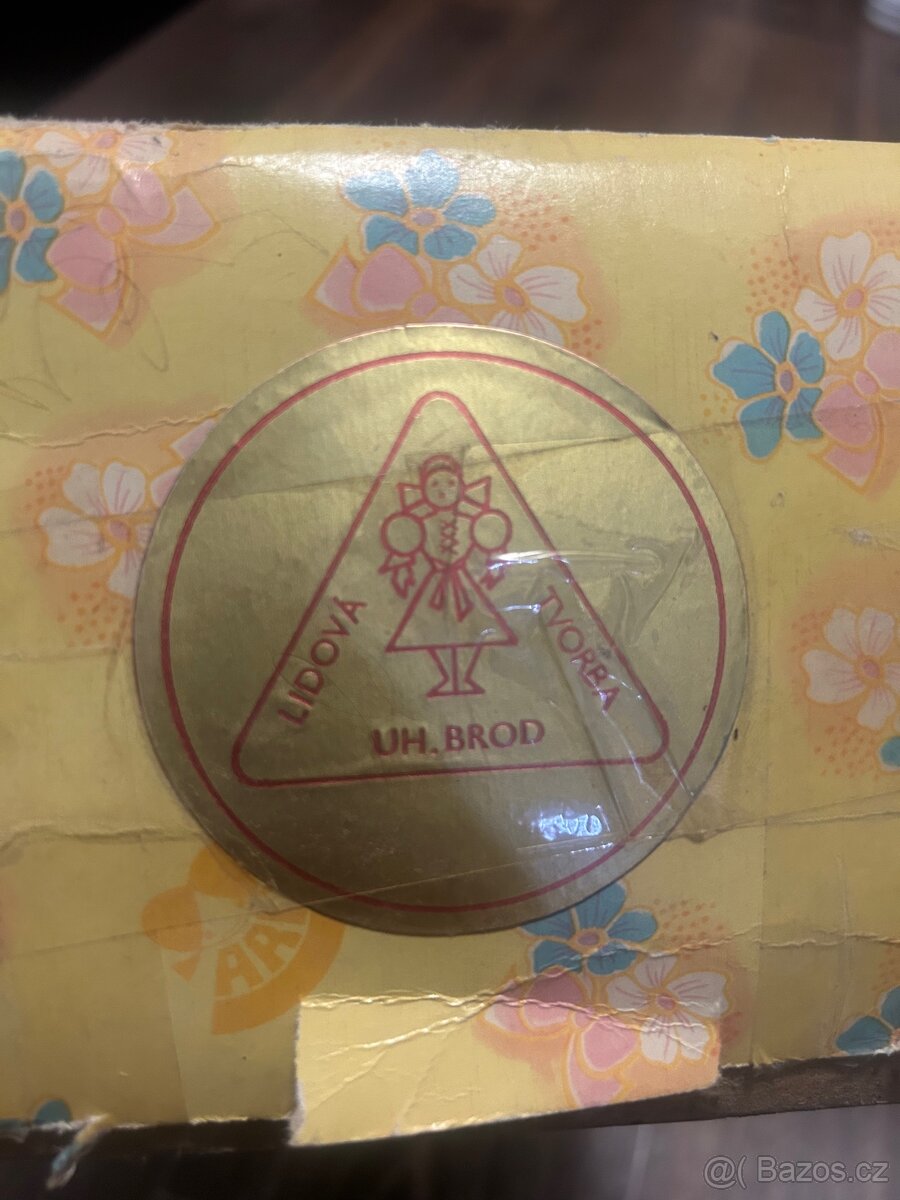 LIDOVÁ
TVORBA
UH. BROD
@( Bazos.cz